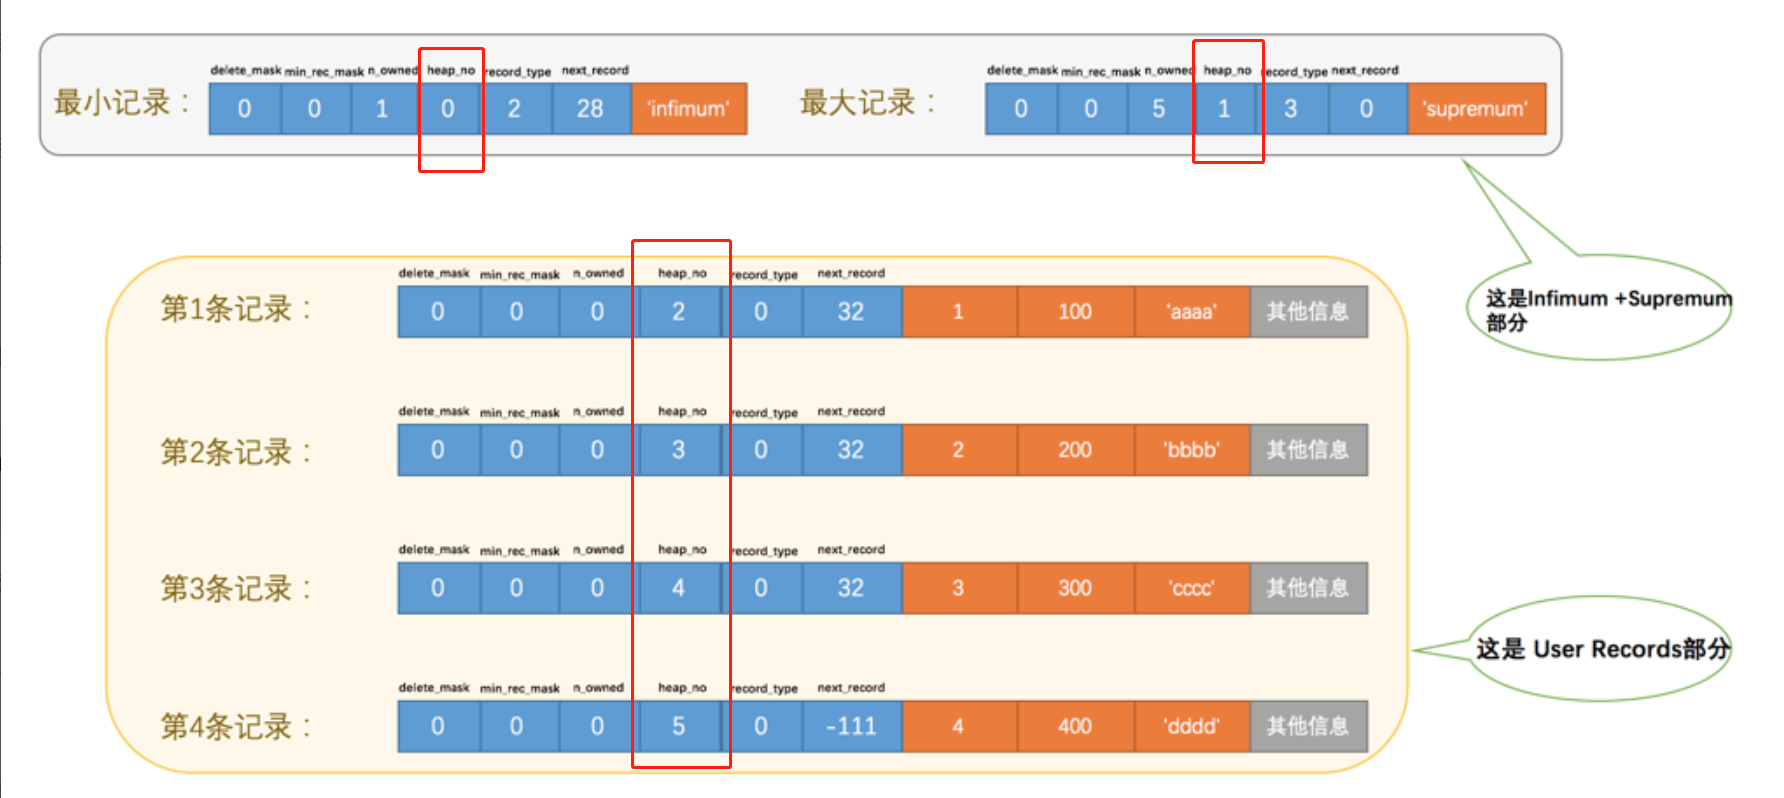 delete_mask min_rec_mask n_owned heap_no record_type next_record
最小记录： 0 0 1 0 2 28 'infimum'
delete_mask min_rec_mask n_owned heap_no record_type next_record
最大记录： 0 0 5 1 3 0 'supremum'
这是Infimum +Supremum
部分
delete_mask min_rec_mask n_owned heap_no record_type next_record
第1条记录： 0 0 0 2 0 32 1 100 'aaaa' 其他信息
delete_mask min_rec_mask n_owned heap_no record_type next_record
第2条记录： 0 0 0 3 0 32 2 200 'bbbb' 其他信息
delete_mask min_rec_mask n_owned heap_no record_type next_record
第3条记录： 0 0 0 4 0 32 3 300 'cccc' 其他信息
这是 User Records部分
delete_mask min_rec_mask n_owned heap_no record_type next_record
第4条记录： 0 0 0 5 0 -111 4 400 'dddd' 其他信息